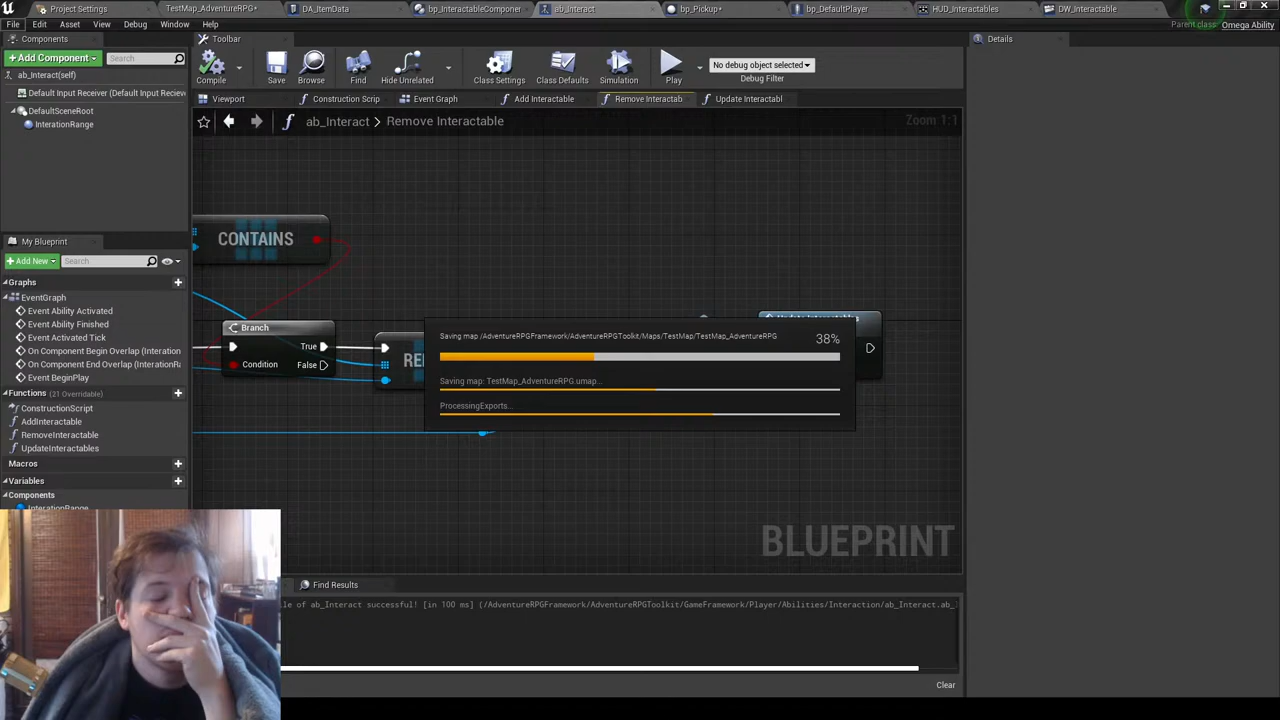 Project Settings
TestMap_AdventureRPG*
DA_ItemData
bp_InteractableComponer
ab_Interact
bp_Pickup*
bp_DefaultPlayer
HUD_Interactables
DW_Interactable
File Edit Asset View Debug Window Help
Parent class: Omega Ability
Components
Toolbar
Details
+Add Component
Search
Compile
Save
Browse
Find
Hide Unrelated
Class Settings
Class Defaults
Simulation
Play
No debug object selected
Debug Filter
ab_Interact(self)
Default Input Receiver (Default Input Receive
DefaultSceneRoot
InterationRange
Viewport
Construction Scrip
Event Graph
Add Interactable
Remove Interactab
Update Interactabl
ab_Interact > Remove Interactable
Zoom 1:1
CONTAINS
My Blueprint
+Add New
Search
Graphs
EventGraph
Event Ability Activated
Event Ability Finished
Event Activated Tick
On Component Begin Overlap (Interation
On Component End Overlap (InterationRa
Event BeginPlay
Functions (21 Overridable)
ConstructionScript
AddInteractable
RemoveInteractable
UpdateInteractables
Macros
Variables
Components
Branch
True
Condition
False
Saving map /AdventureRPGFramework/AdventureRPGToolkit/Maps/TestMap/TestMap_AdventureRPG
38%
Saving map: TestMap_AdventureRPG.umap...
ProcessingExports...
BLUEPRINT
Find Results
le of ab_Interact successful! [in 100 ms] (/AdventureRPGFramework/AdventureRPGToolkit/GameFramework/Player/Abilities/Interaction/ab_Interact.ab_
Clear